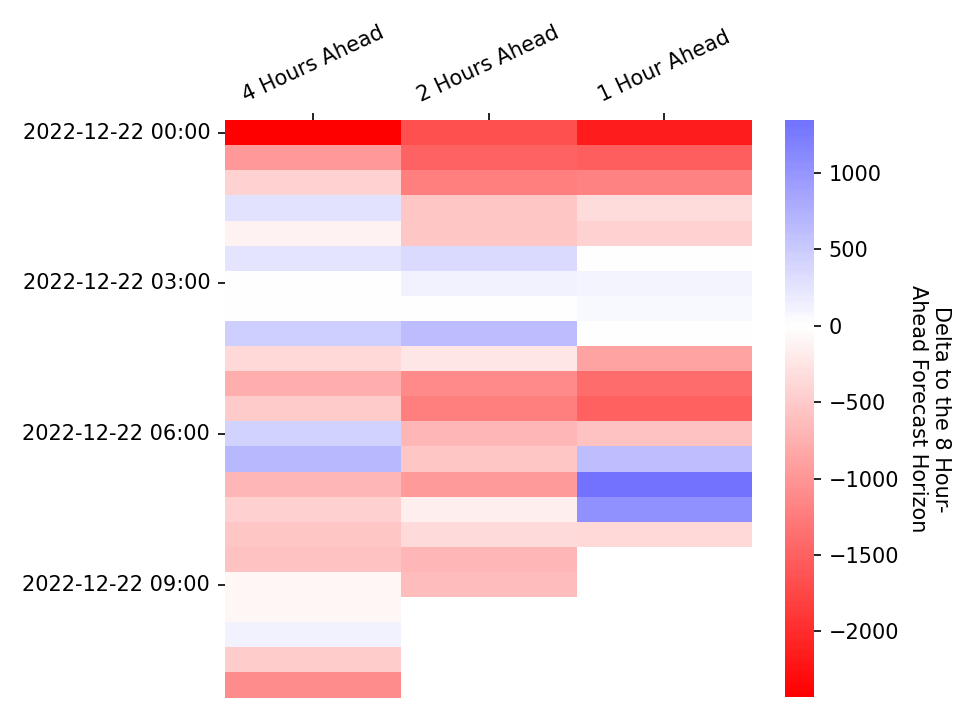 4 Hours Ahead
2 Hours Ahead
1 Hour Ahead
2022-12-22 00:00
2022-12-22 03:00
2022-12-22 06:00
2022-12-22 09:00
1000
500
0
−500
−1000
−1500
−2000
Delta to the 8 Hour-
Ahead Forecast Horizon